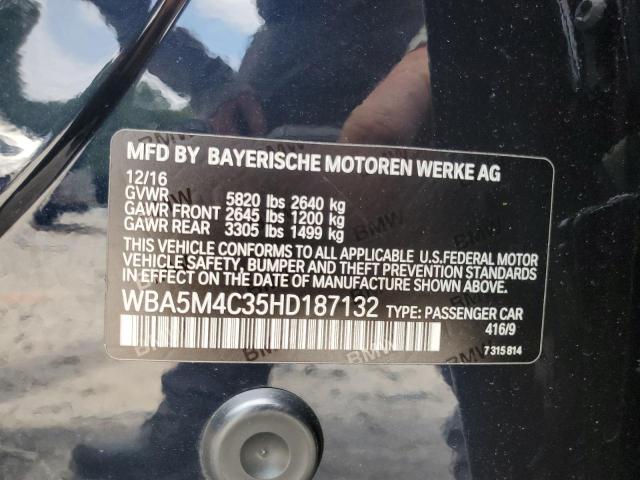 MFD BY BAYERISCHE MOTOREN WERKE AG
12/16
GVWR 5820 lbs 2640 kg
GAWR FRONT 2645 lbs 1200 kg
GAWR REAR 3305 lbs 1499 kg
THIS VEHICLE CONFORMS TO ALL APPLICABLE U.S.FEDERAL MOTOR
VEHICLE SAFETY, BUMPER AND THEFT PREVENTION STANDARDS
IN EFFECT ON THE DATE OF MANUFACTURE SHOWN ABOVE.
WBA5M4C35HD187132 TYPE: PASSENGER CAR
416/9
7315814